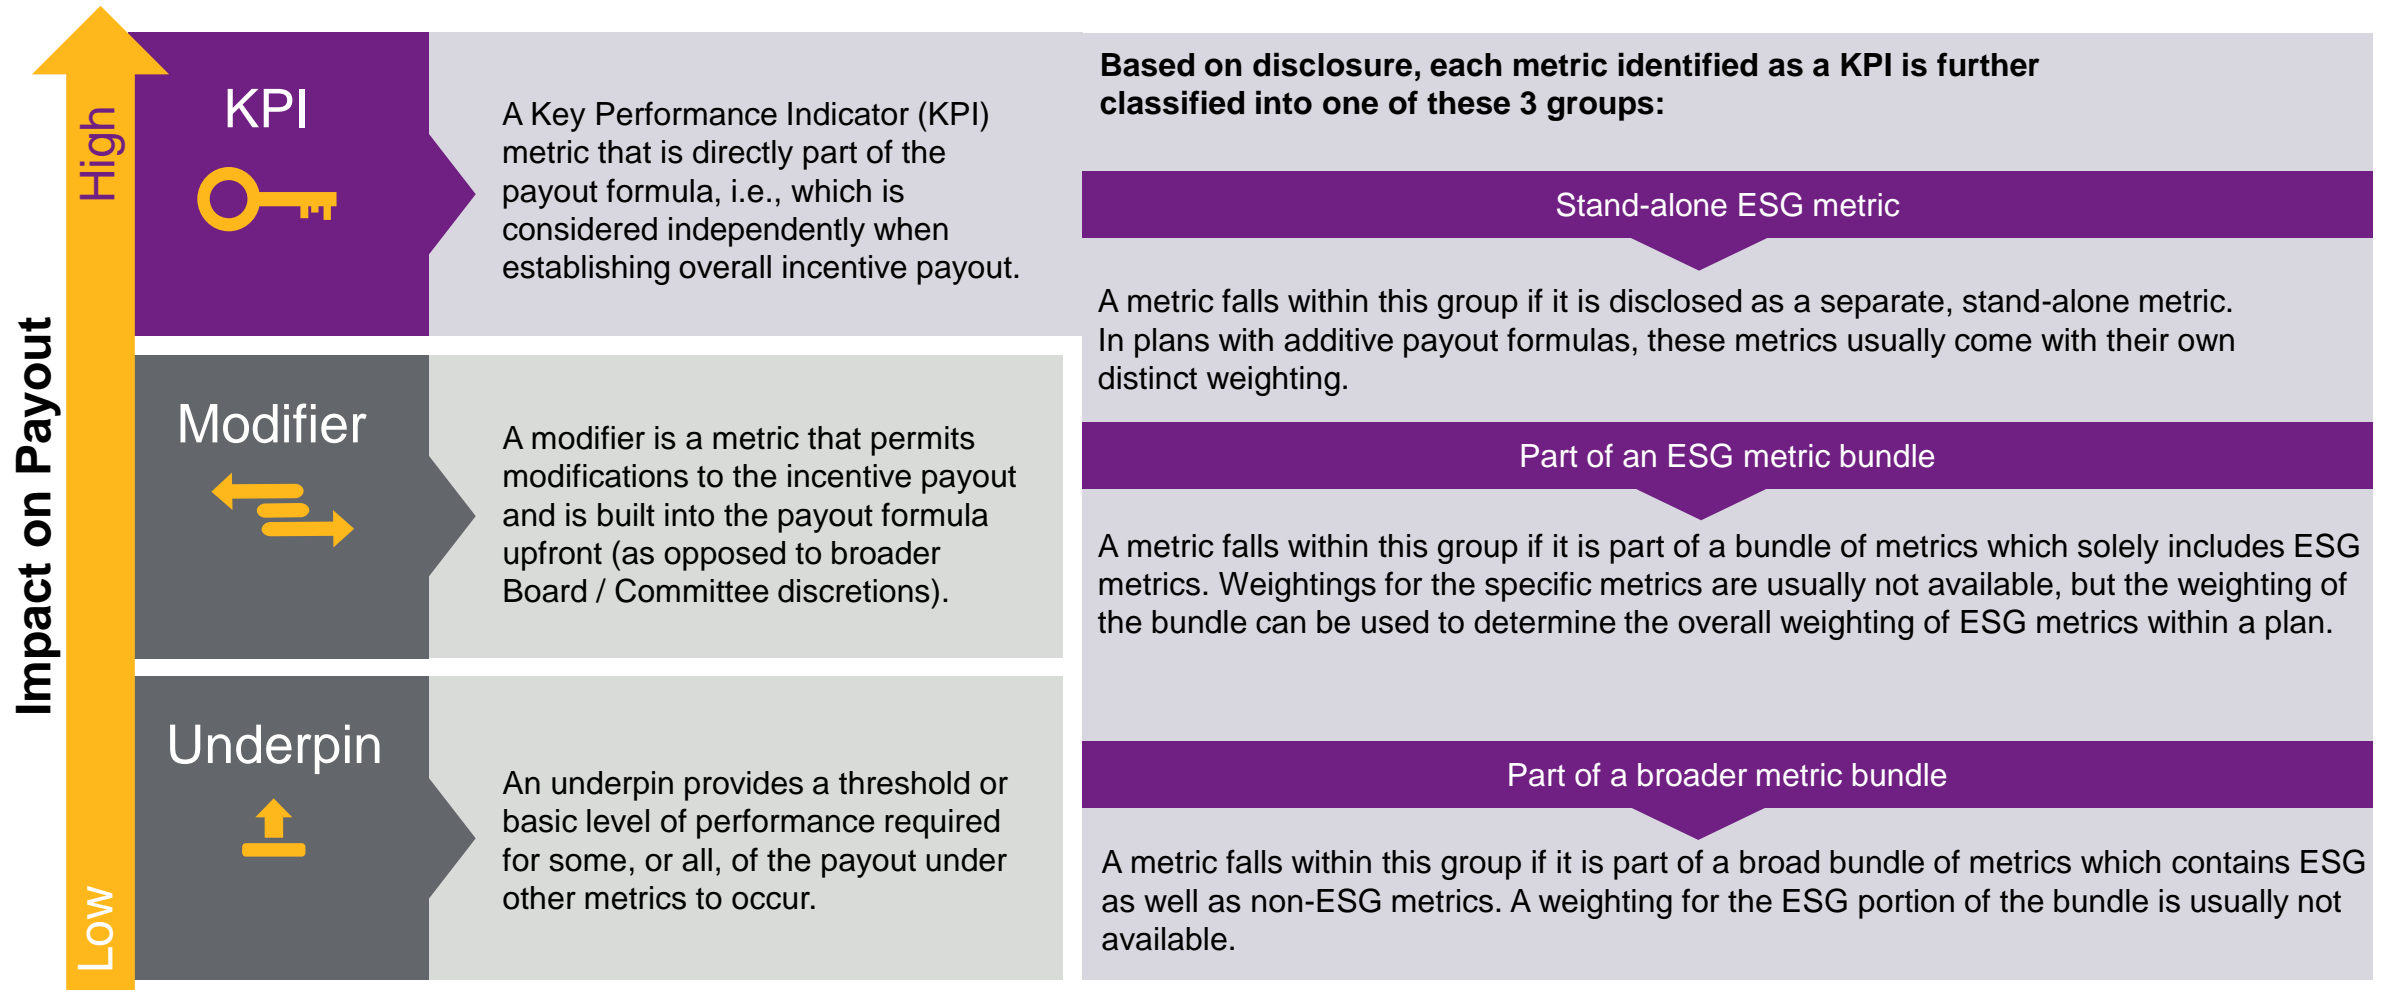 Impact on Payout
High
Low
KPI
A Key Performance Indicator (KPI)
metric that is directly part of the
payout formula, i.e., which is
considered independently when
establishing overall incentive payout.
Modifier
A modifier is a metric that permits
modifications to the incentive payout
and is built into the payout formula
upfront (as opposed to broader
Board / Committee discretions).
Underpin
An underpin provides a threshold or
basic level of performance required
for some, or all, of the payout under
other metrics to occur.
Based on disclosure, each metric identified as a KPI is further
classified into one of these 3 groups:
Stand-alone ESG metric
A metric falls within this group if it is disclosed as a separate, stand-alone metric.
In plans with additive payout formulas, these metrics usually come with their own
distinct weighting.
Part of an ESG metric bundle
A metric falls within this group if it is part of a bundle of metrics which solely includes ESG
metrics. Weightings for the specific metrics are usually not available, but the weighting of
the bundle can be used to determine the overall weighting of ESG metrics within a plan.
Part of a broader metric bundle
A metric falls within this group if it is part of a broad bundle of metrics which contains ESG
as well as non-ESG metrics. A weighting for the ESG portion of the bundle is usually not
available.